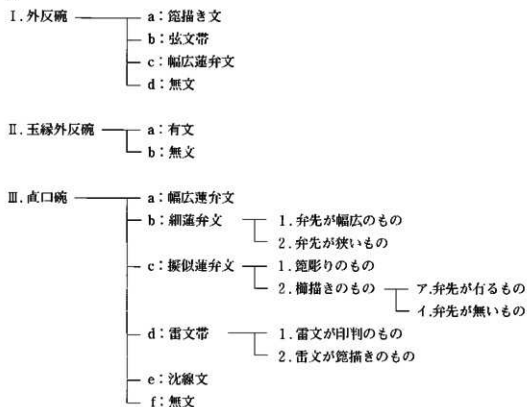 Ⅰ.外反碗 a:箆描き文
b:弦文帯
c:幅広蓮弁文
d:無文
Ⅱ.玉縁外反碗 a:有文
b:無文
Ⅲ.直口碗 a:幅広蓮弁文
b:細蓮弁文 1.弁先が幅広のもの
2.弁先が狭いもの
c:擬似蓮弁文 1.箆彫りのもの
2.櫛描きのもの ア.弁先が有るもの
イ.弁先が無いもの
d:雷文帯 1.雷文が印判のもの
2.雷文が箆描きのもの
e:沈線文
f:無文